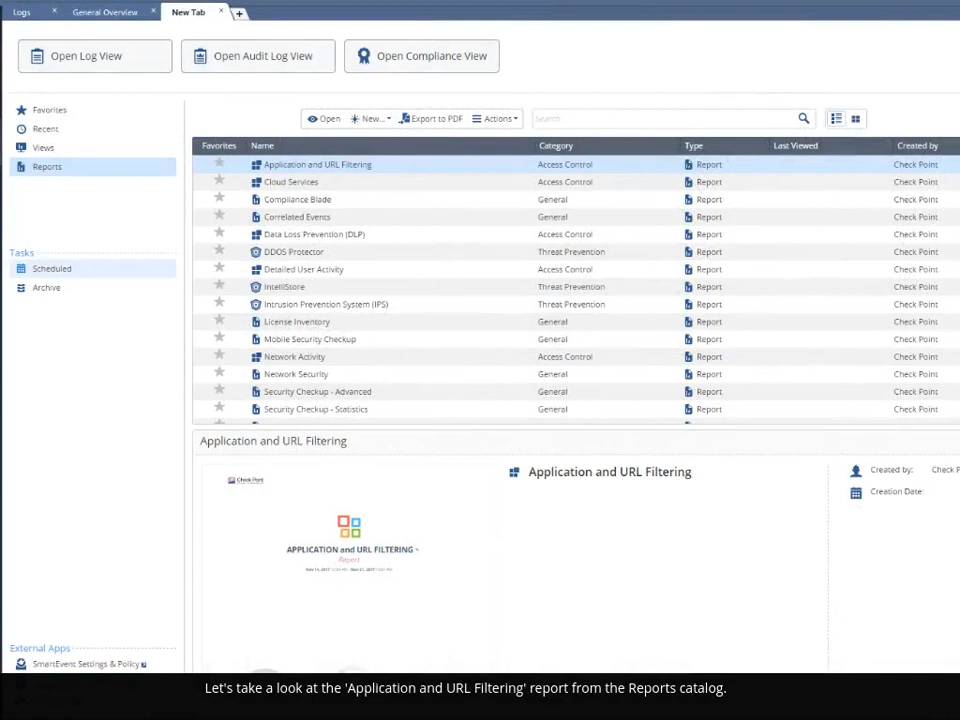 Logs × General Overview × New Tab × +
Open Log View Open Audit Log View Open Compliance View
Favorites
Recent
Views
Reports
Tasks
Scheduled
Archive
External Apps
SmartEvent Settings & Policy
Open New... Export to PDF Actions Search
Favorites Name Category Type Last Viewed Created by
Application and URL Filtering Access Control Report Check Point
Cloud Services Access Control Report Check Point
Compliance Blade General Report Check Point
Correlated Events General Report Check Point
Data Loss Prevention (DLP) Access Control Report Check Point
DDOS Protector Threat Prevention Report Check Point
Detailed User Activity Access Control Report Check Point
IntelliStore Threat Prevention Report Check Point
Intrusion Prevention System (IPS) Threat Prevention Report Check Point
License Inventory General Report Check Point
Mobile Security Checkup General Report Check Point
Network Activity Access Control Report Check Point
Network Security General Report Check Point
Security Checkup - Advanced General Report Check Point
Security Checkup - Statistics General Report Check Point
Application and URL Filtering
Check Point
APPLICATION and URL FILTERING
Report
Application and URL Filtering
Created by: Check P
Creation Date:
Let's take a look at the 'Application and URL Filtering' report from the Reports catalog.